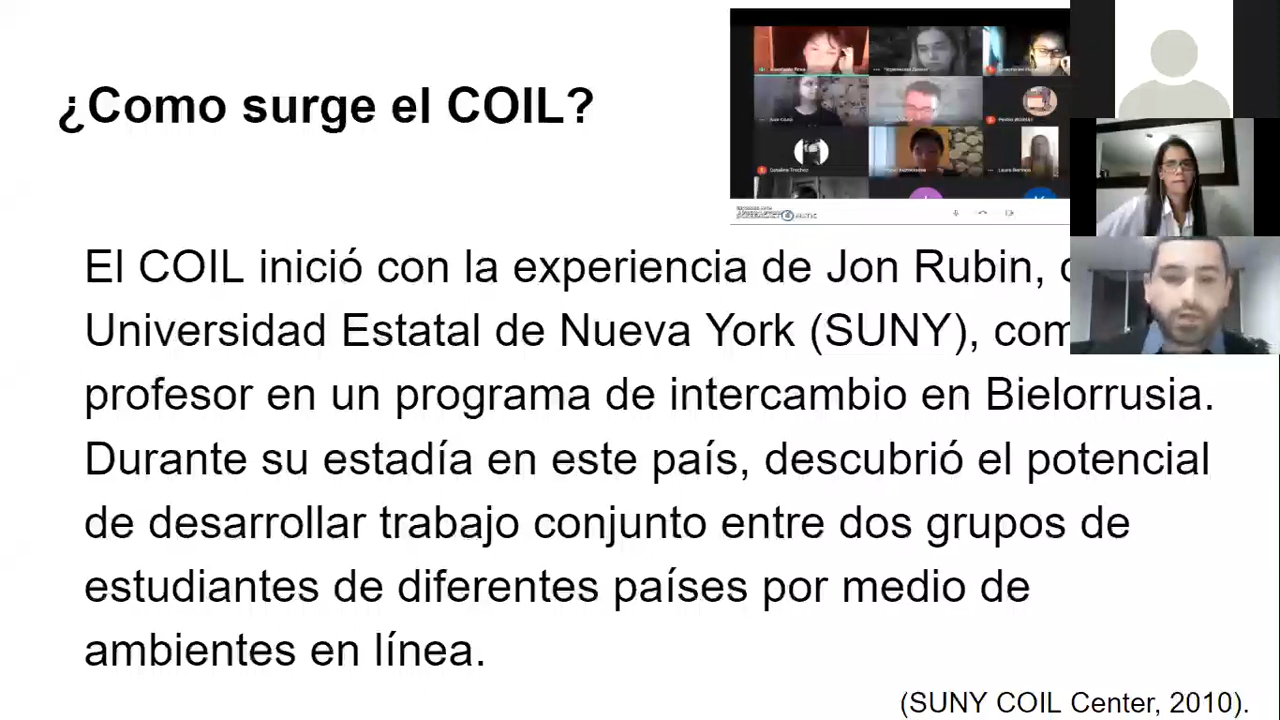 ¿Como surge el COIL?
El COIL inició con la experiencia de Jon Rubin,
Universidad Estatal de Nueva York (SUNY), com
profesor en un programa de intercambio en Bielorrusia.
Durante su estadía en este país, descubrió el potencial
de desarrollar trabajo conjunto entre dos grupos de
estudiantes de diferentes países por medio de
ambientes en línea.
(SUNY COIL Center, 2010).